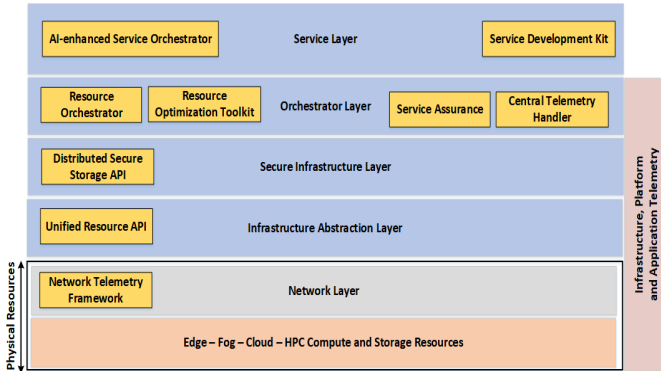 AI-enhanced Service Orchestrator
Service Layer
Service Development Kit
Resource
Orchestrator
Resource
Optimization Toolkit
Orchestrator Layer
Service Assurance
Central Telemetry
Handler
Distributed Secure
Storage API
Secure Infrastructure Layer
Unified Resource API
Infrastructure Abstraction Layer
Network Telemetry
Framework
Network Layer
Edge – Fog – Cloud – HPC Compute and Storage Resources
Physical Resources
Infrastructure, Platform
and Application Telemetry